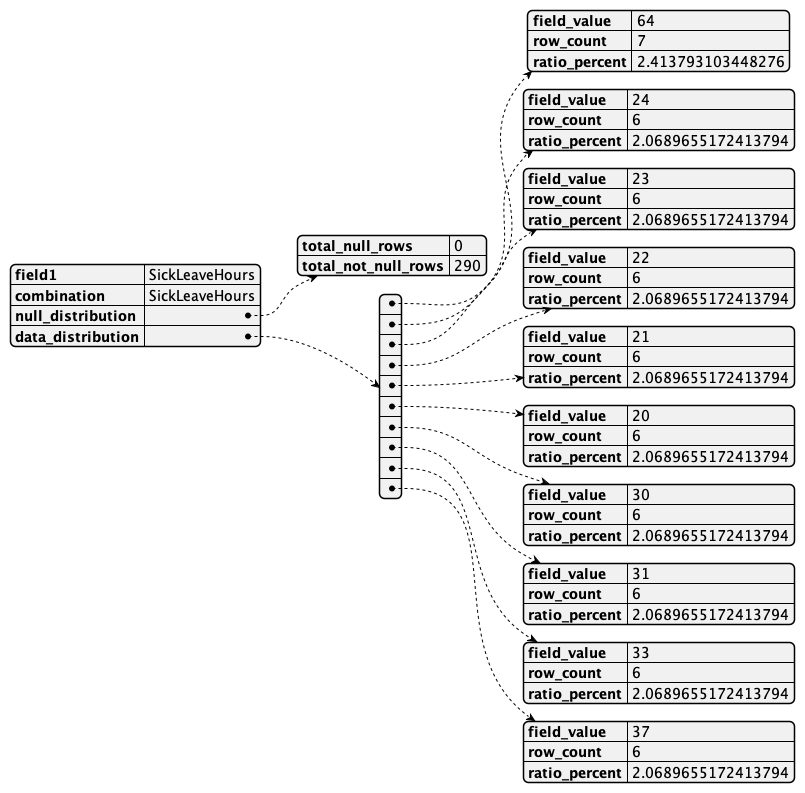 field1 SickLeaveHours
combination SickLeaveHours
null_distribution
data_distribution
total_null_rows 0
total_not_null_rows 290
field_value 64
row_count 7
ratio_percent 2.413793103448276
field_value 24
row_count 6
ratio_percent 2.0689655172413794
field_value 23
row_count 6
ratio_percent 2.0689655172413794
field_value 22
row_count 6
ratio_percent 2.0689655172413794
field_value 21
row_count 6
ratio_percent 2.0689655172413794
field_value 20
row_count 6
ratio_percent 2.0689655172413794
field_value 30
row_count 6
ratio_percent 2.0689655172413794
field_value 31
row_count 6
ratio_percent 2.0689655172413794
field_value 33
row_count 6
ratio_percent 2.0689655172413794
field_value 37
row_count 6
ratio_percent 2.0689655172413794